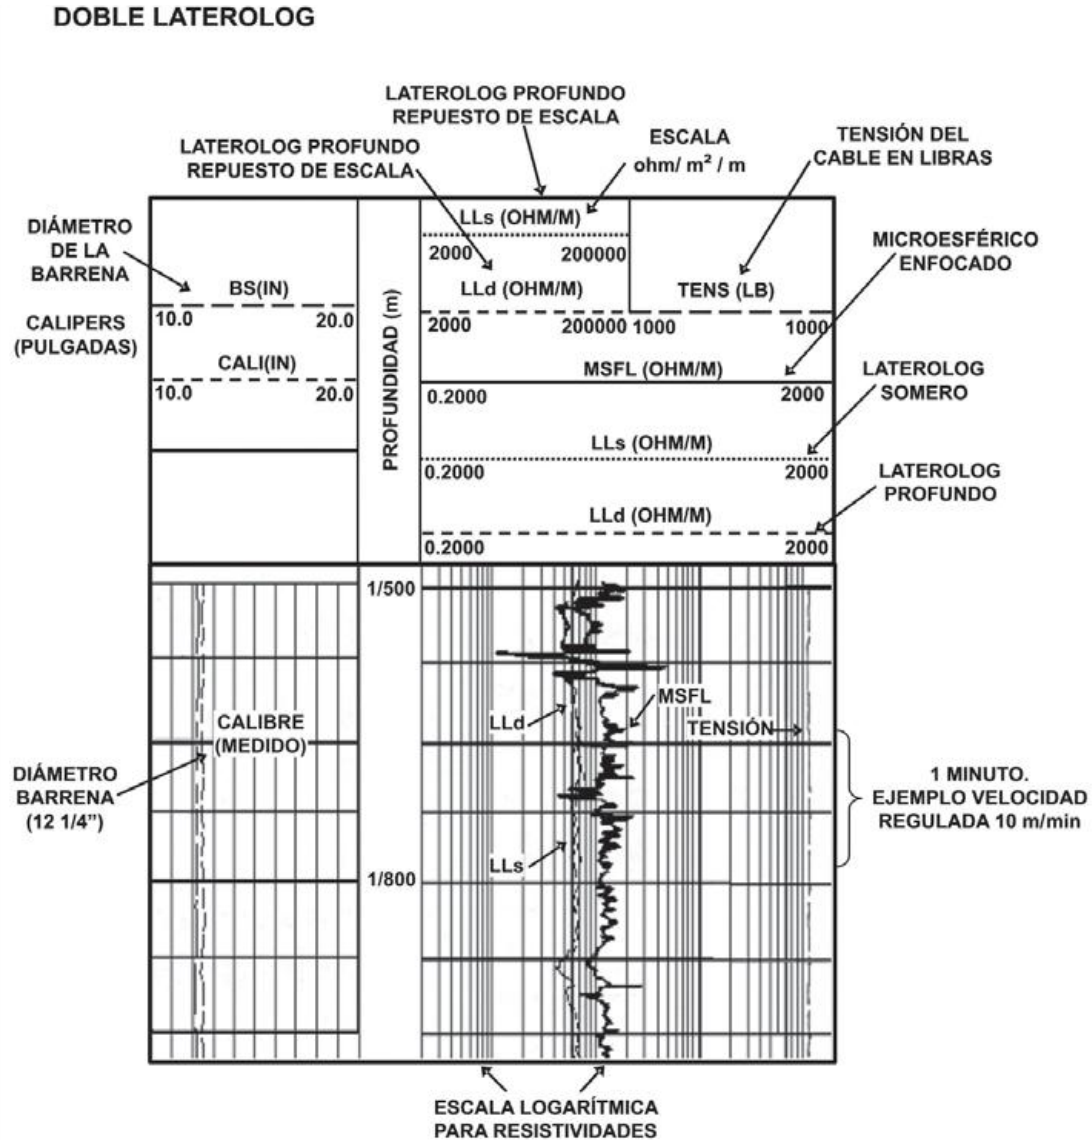 DOBLE LATEROLOG
LATEROLOG PROFUNDO
REPUESTO DE ESCALA
LATEROLOG PROFUNDO
REPUESTO DE ESCALA
ESCALA
ohm/ m² / m
TENSIÓN DEL
CABLE EN LIBRAS
DIÁMETRO
DE LA
BARRENA
CALIPERS
(PULGADAS)
BS(IN)
10.0 20.0
CALI(IN)
10.0 20.0
PROFUNDIDAD (m)
LLs (OHM/M)
2000 200000
LLd (OHM/M)
2000 200000
TENS (LB)
1000 1000
MSFL (OHM/M)
0.2000 2000
LLs (OHM/M)
0.2000 2000
LLd (OHM/M)
0.2000 2000
MICROESFÉRICO
ENFOCADO
LATEROLOG
SOMERO
LATEROLOG
PROFUNDO
1/500
CALIBRE
(MEDIDO)
DIÁMETRO
BARRENA
(12 1/4”)
LLd
MSFL
TENSIÓN
LLs
1/800
1 MINUTO.
EJEMPLO VELOCIDAD
REGULADA 10 m/min
ESCALA LOGARÍTMICA
PARA RESISTIVIDADES